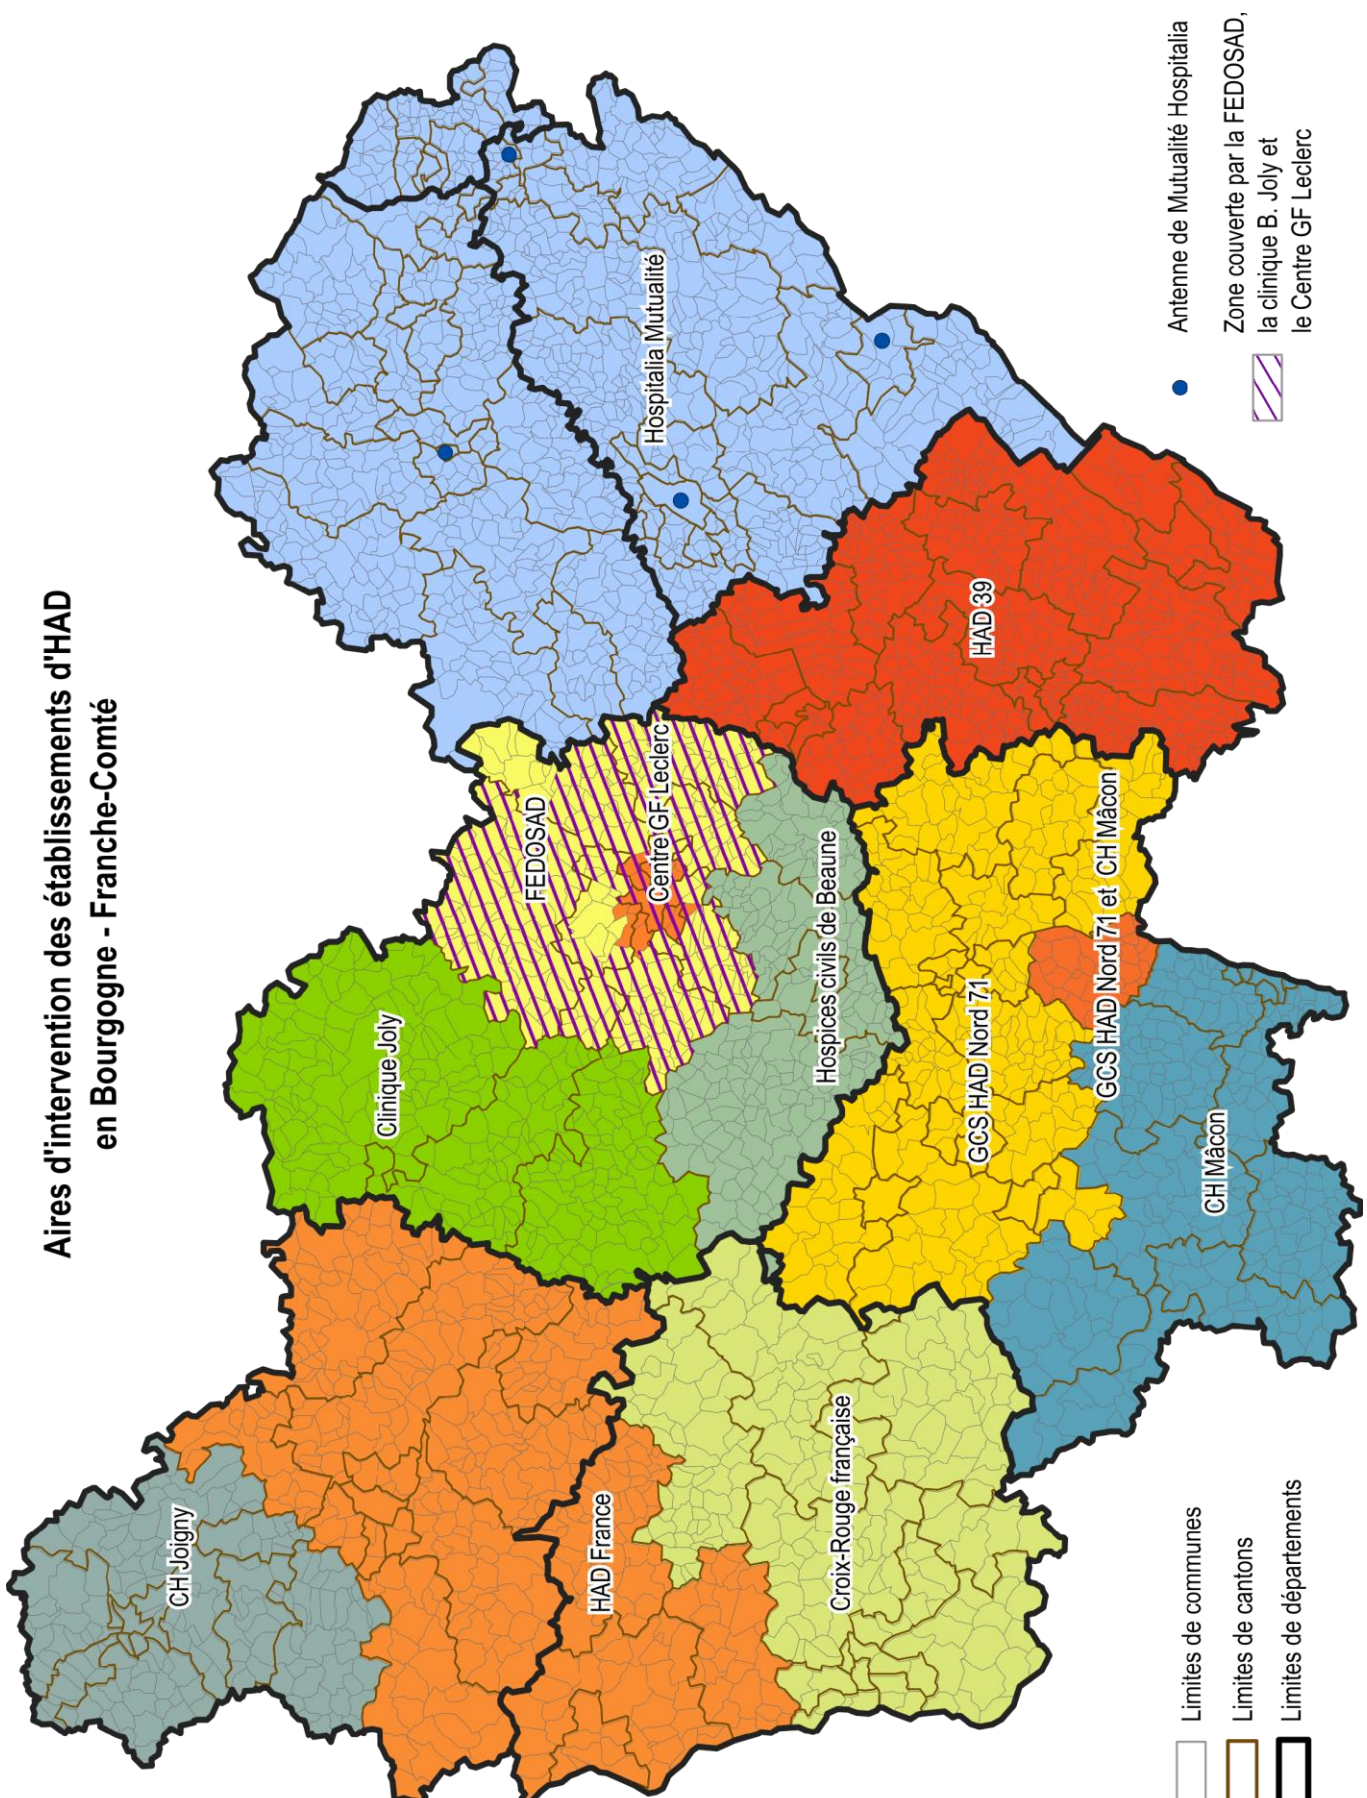 Aires d'intervention des établissements d'HAD
en Bourgogne - Franche-Comté
CH Joigny
HAD France
Croix-Rouge française
Clinique Joly
FEDOSAD
Centre GF Leclerc
Hospices civils de Beaune
GCS HAD Nord 71
GCS HAD Nord 71 et CH Mâcon
CH Mâcon
Hospitalia Mutualité
HAD 39
Limites de communes
Limites de cantons
Limites de départements
Antenne de Mutualité Hospitalia
Zone couverte par la FEDOSAD,
la clinique B. Joly et
le Centre GF Leclerc